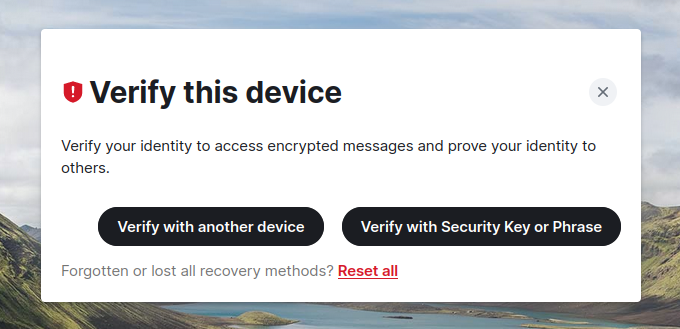 Verify this device
Verify your identity to access encrypted messages and prove your identity to
others.
Verify with another device
Verify with Security Key or Phrase
Forgotten or lost all recovery methods? Reset all